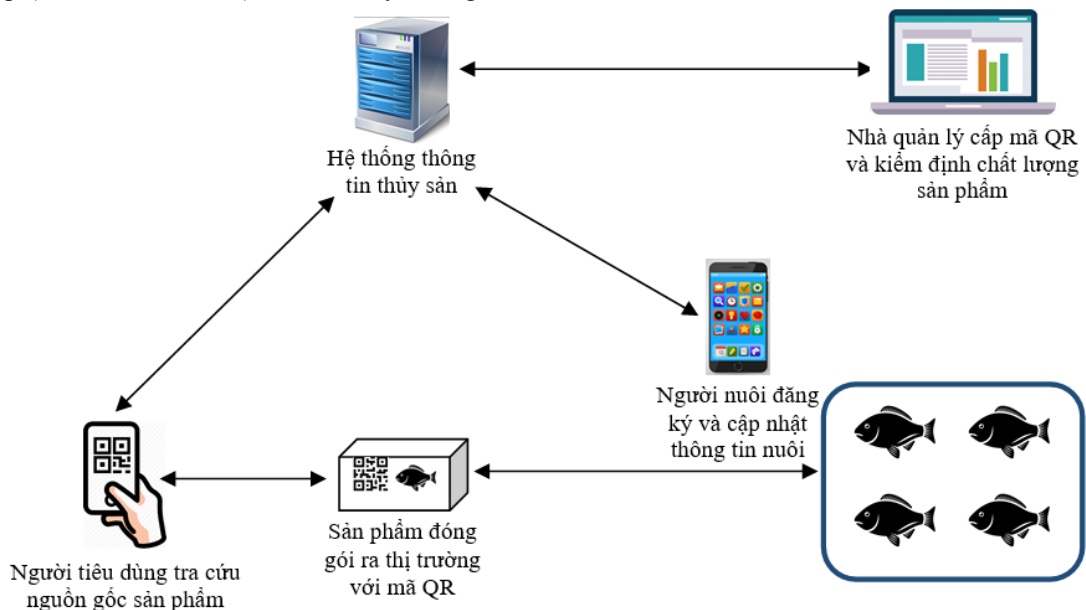 Hệ thống thông
tin thủy sản
Nhà quản lý cấp mã QR
và kiểm định chất lượng
sản phẩm
Người nuôi đăng
ký và cập nhật
thông tin nuôi
Sản phẩm đóng
gói ra thị trường
với mã QR
Người tiêu dùng tra cứu
nguồn gốc sản phẩm